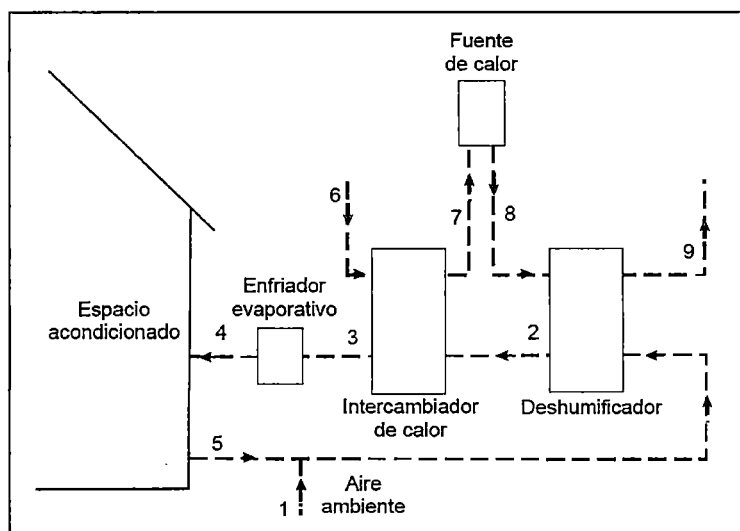 Fuente
de calor
6
7
8
9
Enfriador
evaporativo
Espacio
acondicionado
4
3
2
Intercambiador
de calor
Deshumificador
5
1
Aire
ambiente